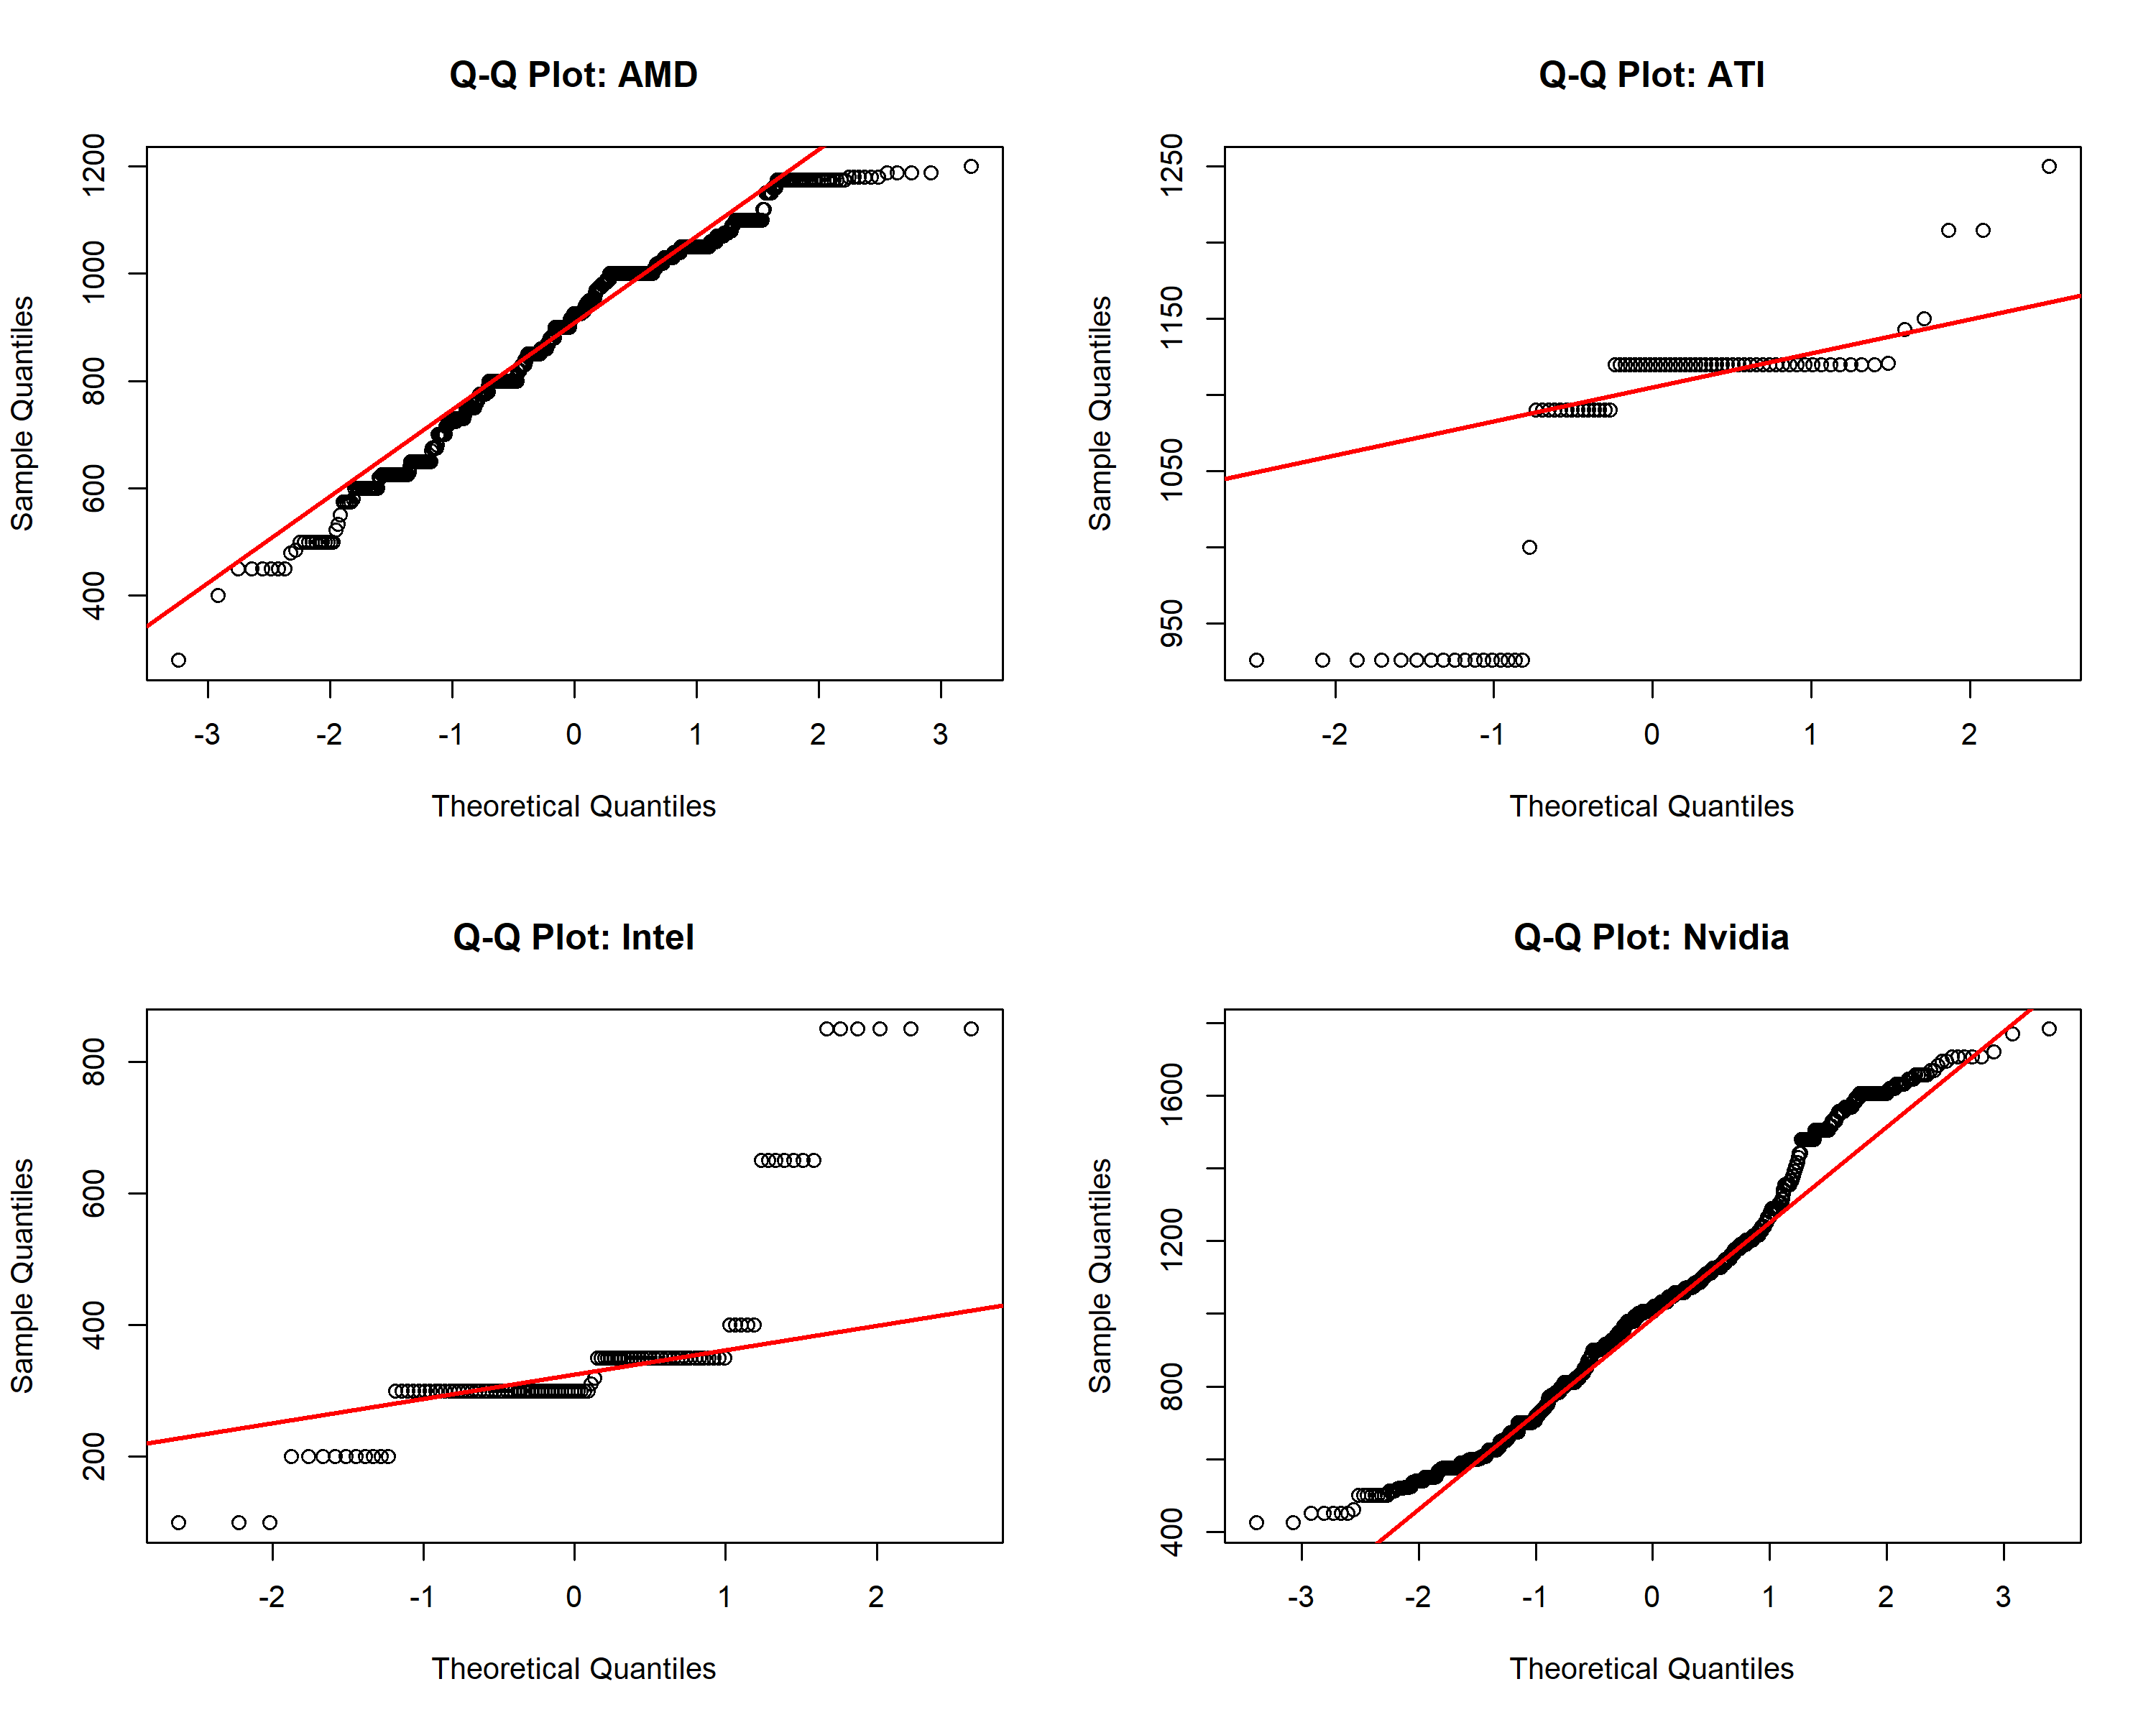 Q-Q Plot: AMD
Sample Quantiles
1200
1000
800
600
400
-3 -2 -1 0 1 2 3
Theoretical Quantiles
Q-Q Plot: ATI
Sample Quantiles
1250
1150
1050
950
-2 -1 0 1 2
Theoretical Quantiles
Q-Q Plot: Intel
Sample Quantiles
800
600
400
200
-2 -1 0 1 2
Theoretical Quantiles
Q-Q Plot: Nvidia
Sample Quantiles
1600
1200
800
400
-3 -2 -1 0 1 2 3
Theoretical Quantiles